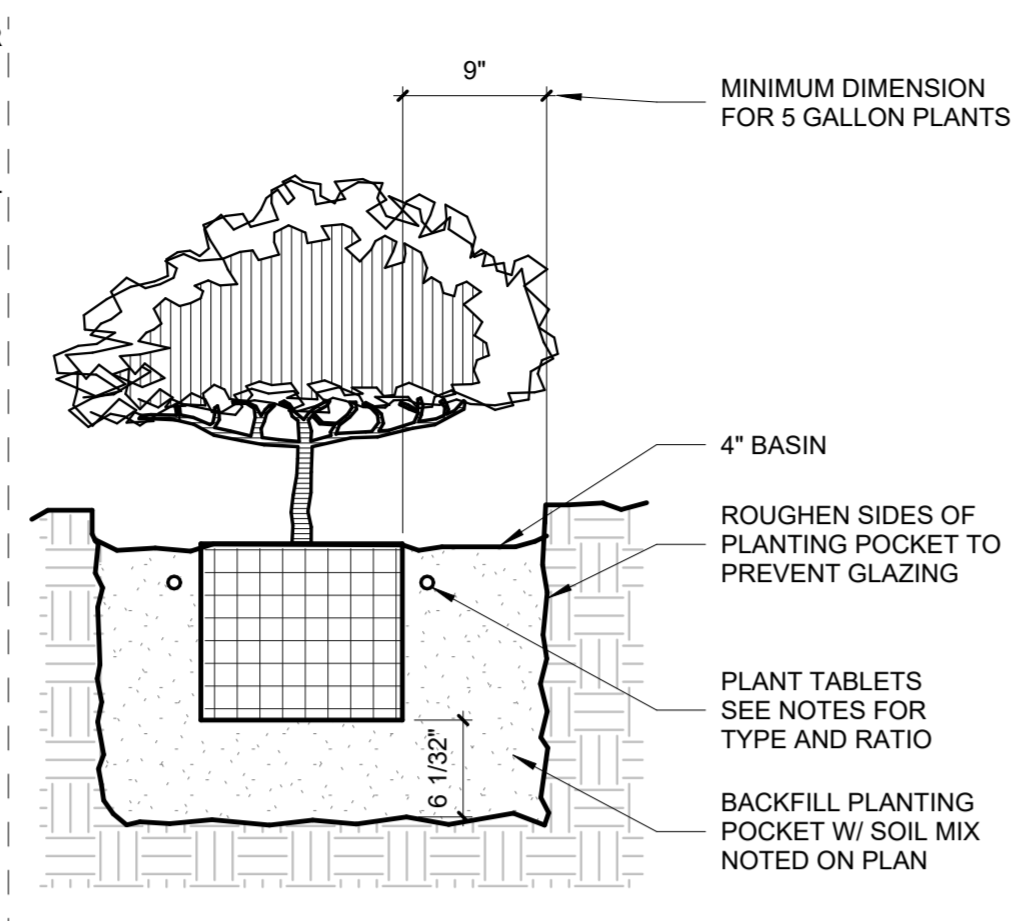 9"
MINIMUM DIMENSION
FOR 5 GALLON PLANTS
4" BASIN
ROUGHEN SIDES OF
PLANTING POCKET TO
PREVENT GLAZING
PLANT TABLETS
SEE NOTES FOR
TYPE AND RATIO
6 1/32"
BACKFILL PLANTING
POCKET W/ SOIL MIX
NOTED ON PLAN